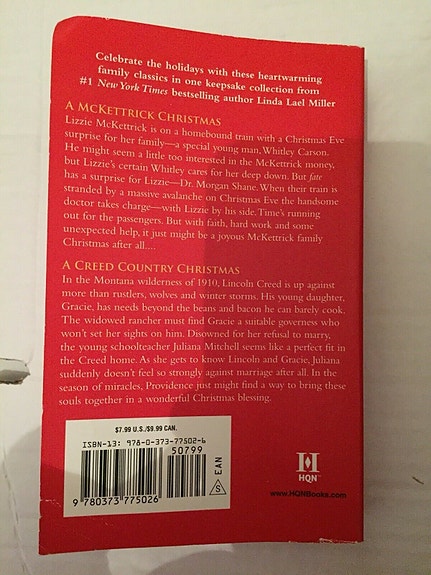 Celebrate the holidays with these heartwarming
family classics in one keepsake collection from
#1 New York Times bestselling author Linda Lael Miller
A McKETTRICK CHRISTMAS
Lizzie McKettrick is on a homebound train with a Christmas Eve
surprise for her family—a special young man, Whitley Carson.
He might seem a little too interested in the McKettrick money,
but Lizzie's certain Whitley cares for her deep down. But fate
has a surprise for Lizzie—Dr. Morgan Shane. When their train is
stranded by a massive avalanche on Christmas Eve the handsome
doctor takes charge—with Lizzie by his side. Time's running
out for the passengers. But with faith, hard work and some
unexpected help, it just might be a joyous McKettrick family
Christmas after all....
A CREED COUNTRY CHRISTMAS
In the Montana wilderness of 1910, Lincoln Creed is up against
more than rustlers, wolves and winter storms. His young daughter,
Gracie, has needs beyond the beans and bacon he can barely cook.
The widowed rancher must find Gracie a suitable governess who
won't set her sights on him. Disowned for her refusal to marry,
the young schoolteacher Juliana Mitchell seems like a perfect fit in
the Creed home. As she gets to know Lincoln and Gracie, Juliana
suddenly doesn't feel so strongly against marriage after all. In the
season of miracles, Providence just might find a way to bring these
souls together in a wonderful Christmas blessing.
$7.99 U.S./$9.99 CAN.
ISBN-13: 978-0-373-77502-6
50799
9 780373 775026
S
EAN
H
HQN™
www.HQNBooks.com